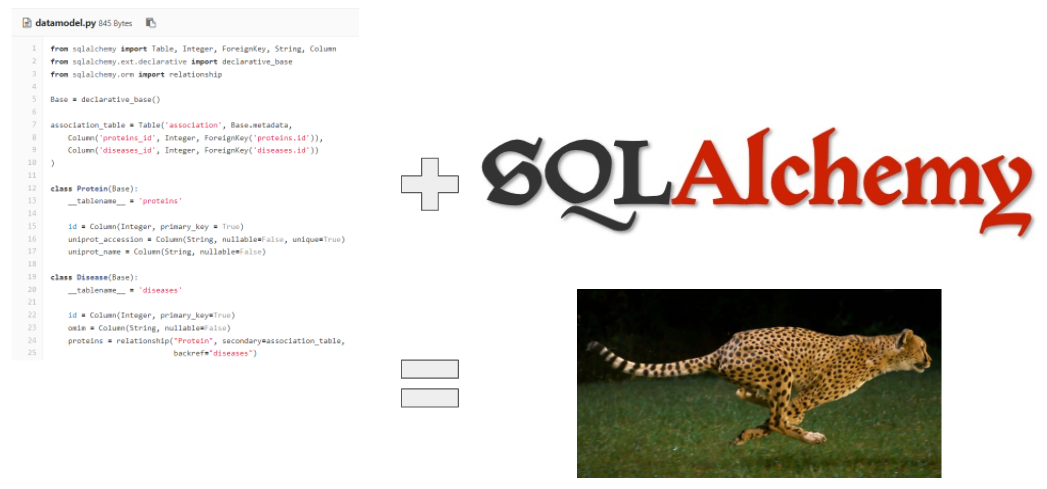 datamodel.py 845 Bytes
1 from sqlalchemy import Table, Integer, ForeignKey, String, Column
2 from sqlalchemy.ext.declarative import declarative_base
3 from sqlalchemy.orm import relationship
4
5 Base = declarative_base()
6
7 association_table = Table('association', Base.metadata,
8 Column('proteins_id', Integer, ForeignKey('proteins.id')),
9 Column('diseases_id', Integer, ForeignKey('diseases.id'))
10 )
11
12 class Protein(Base):
13 __tablename__ = 'proteins'
14
15 id = Column(Integer, primary_key = True)
16 uniprot_accession = Column(String, nullable=False, unique=True)
17 uniprot_name = Column(String, nullable=False)
18
19 class Disease(Base):
20 __tablename__ = 'diseases'
21
22 id = Column(Integer, primary_key=True)
23 omim = Column(String, nullable=False)
24 proteins = relationship("Protein", secondary=association_table,
25 backref="diseases")
SQLAlchemy